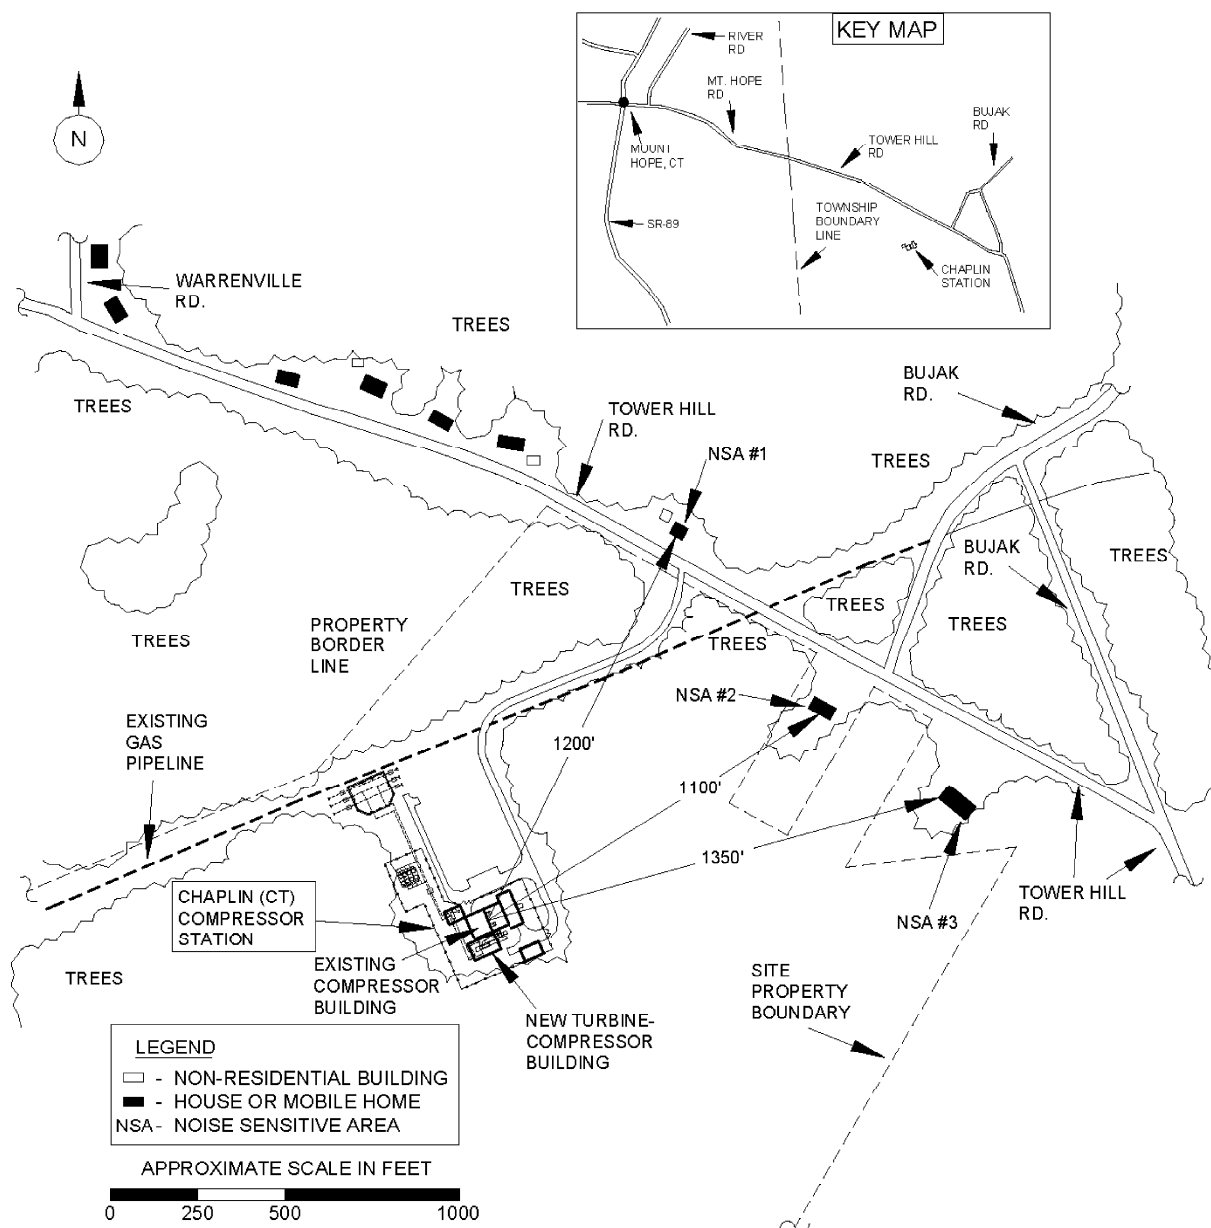 KEY MAP
RIVER
RD
MT. HOPE
RD
BUJAK
RD
TOWER HILL
RD
MOUNT
HOPE, CT
TOWNSHIP
BOUNDARY
LINE
SR-89
CHAPLIN
STATION
N
WARRENVILLE
RD.
TREES
TREES
BUJAK
RD.
TOWER HILL
RD.
NSA #1
TREES
BUJAK
RD.
TREES
TREES
TREES
TREES
PROPERTY
BORDER
LINE
TREES
TREES
NSA #2
EXISTING
GAS
PIPELINE
1200'
1100'
1350'
CHAPLIN (CT)
COMPRESSOR
STATION
TOWER HILL
RD.
NSA #3
TREES
EXISTING
COMPRESSOR
BUILDING
SITE
PROPERTY
BOUNDARY
NEW TURBINE-
COMPRESSOR
BUILDING
LEGEND
- NON-RESIDENTIAL BUILDING
- HOUSE OR MOBILE HOME
NSA - NOISE SENSITIVE AREA
APPROXIMATE SCALE IN FEET
0 250 500 1000